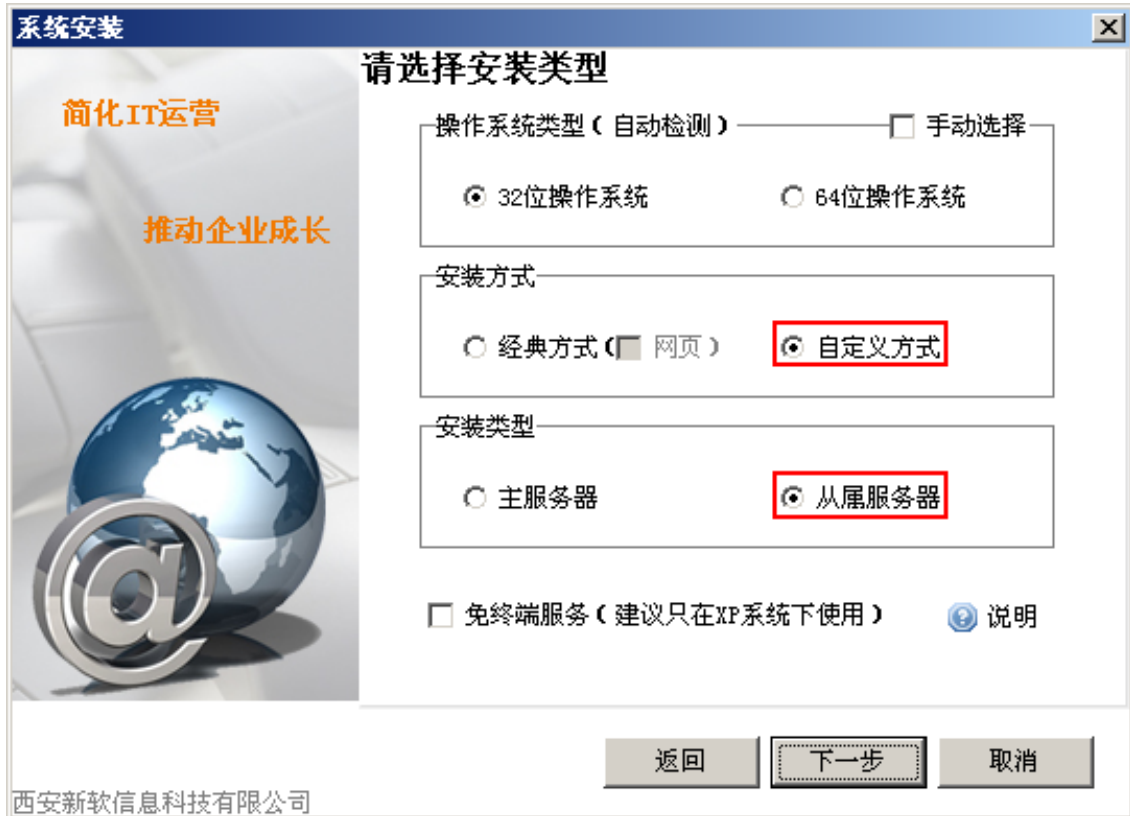 系统安装
请选择安装类型
简化IT运营
推动企业成长
操作系统类型(自动检测) 手动选择
32位操作系统 64位操作系统
安装方式
经典方式(网页) 自定义方式
安装类型
主服务器 从属服务器
免终端服务(建议只在XP系统下使用) 说明
返回 下一步 取消
西安新软信息科技有限公司